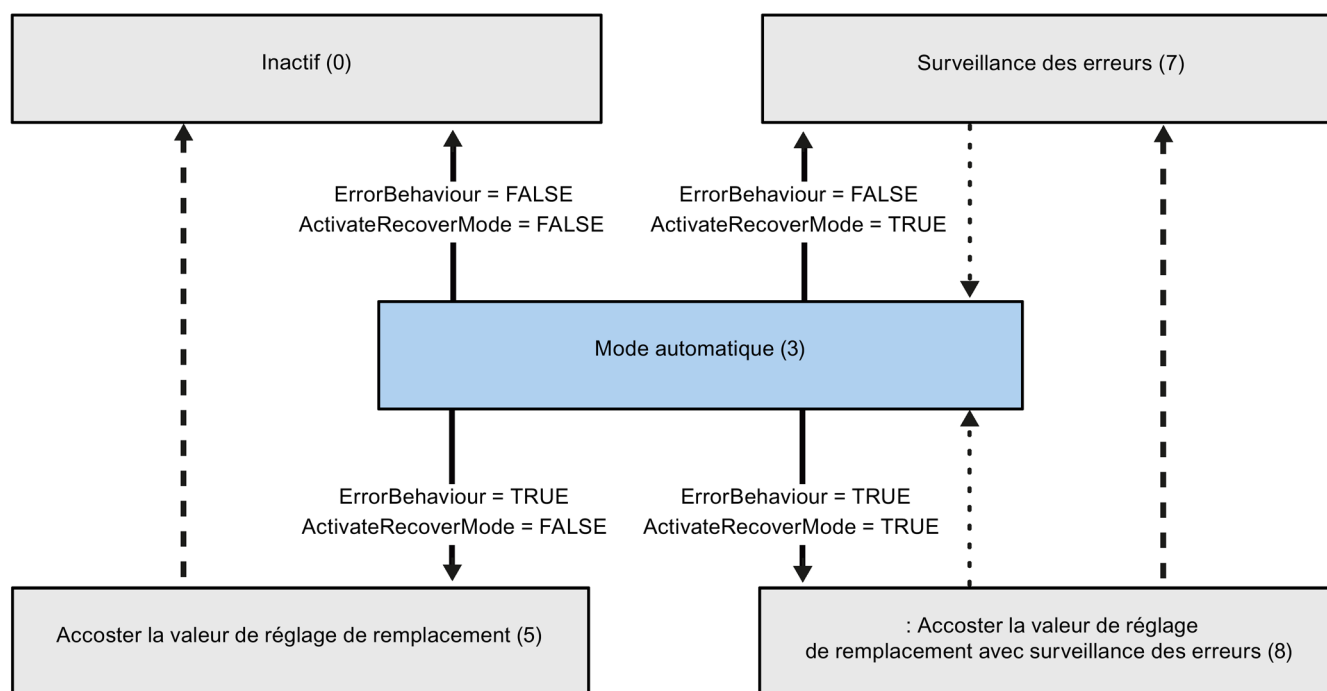 Inactif (0)
Surveillance des erreurs (7)
ErrorBehaviour = FALSE
ActivateRecoverMode = FALSE
ErrorBehaviour = FALSE
ActivateRecoverMode = TRUE
Mode automatique (3)
ErrorBehaviour = TRUE
ActivateRecoverMode = FALSE
ErrorBehaviour = TRUE
ActivateRecoverMode = TRUE
Accoster la valeur de réglage de remplacement (5)
: Accoster la valeur de réglage
de remplacement avec surveillance des erreurs (8)